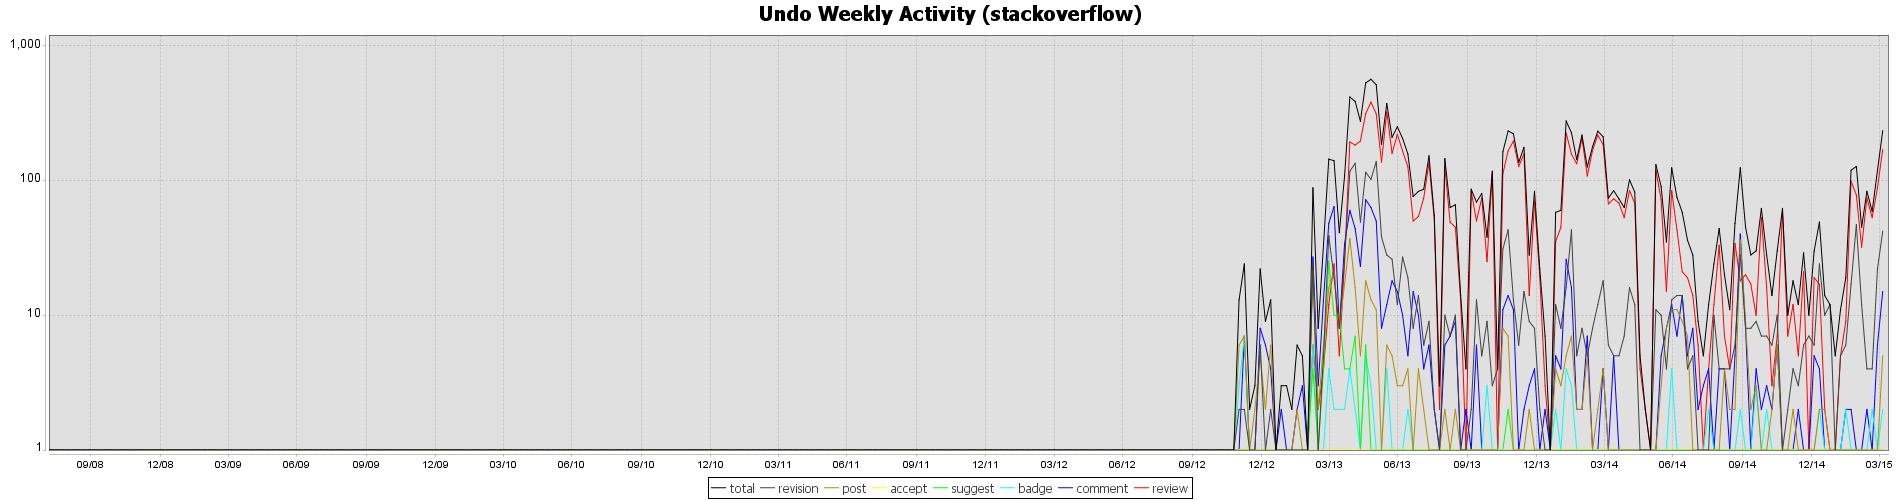 Undo Weekly Activity (stackoverflow)
1,000
100
10
1
09/08 12/08 03/09 06/09 09/09 12/09 03/10 06/10 09/10 12/10 03/11 06/11 09/11 12/11 03/12 06/12 09/12 12/12 03/13 06/13 09/13 12/13 03/14 06/14 09/14 12/14 03/15
total revision post accept suggest badge comment review